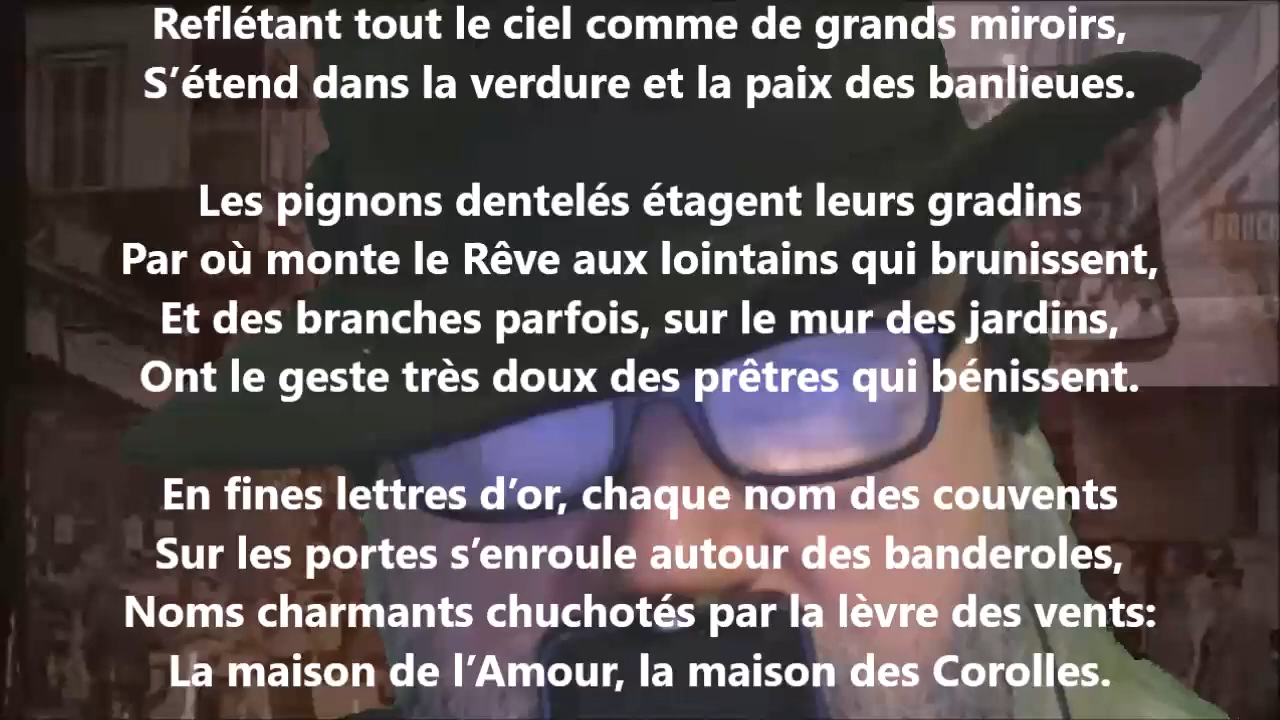 Reflétant tout le ciel comme de grands miroirs,
S’étend dans la verdure et la paix des banlieues.
Les pignons dentelés étagent leurs gradins
Par où monte le Rêve aux lointains qui brunissent,
Et des branches parfois, sur le mur des jardins,
Ont le geste très doux des prêtres qui bénissent.
En fines lettres d’or, chaque nom des couvents
Sur les portes s’enroule autour des banderoles,
Noms charmants chuchotés par la lèvre des vents:
La maison de l’Amour, la maison des Corolles.